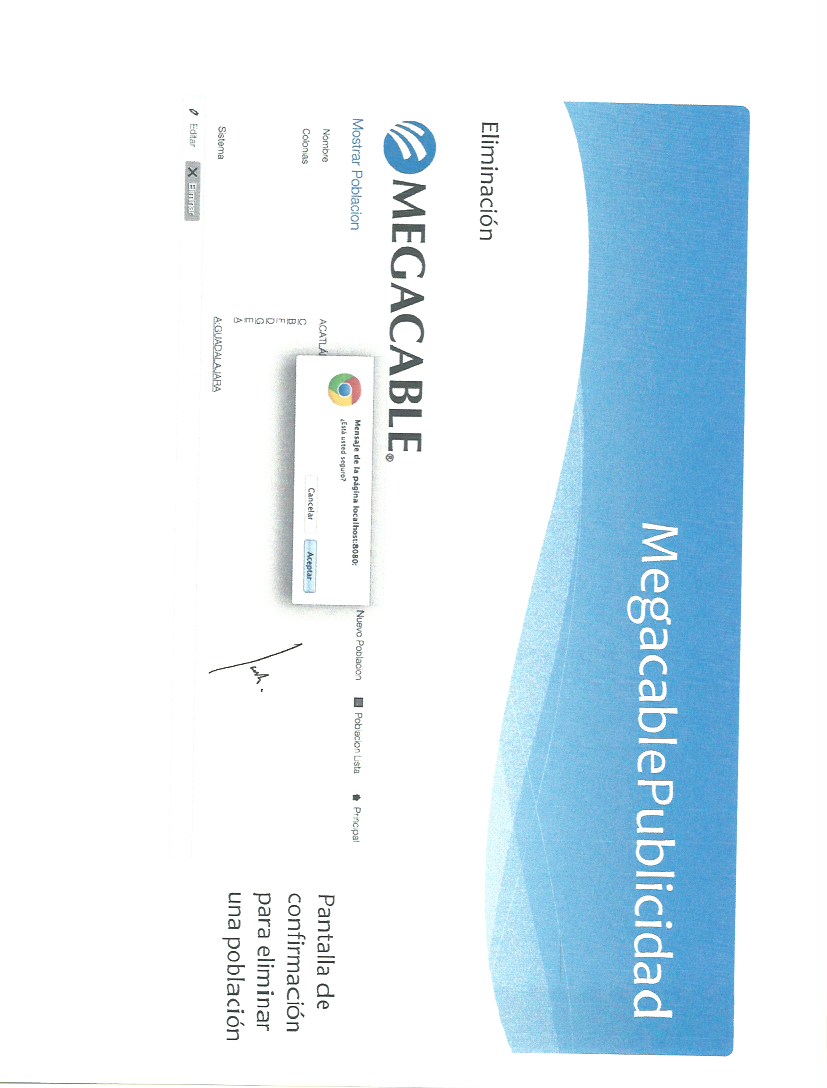 MegacablePublicidad
Eliminación
MEGACABLE®
Mostrar Poblacion
Nuevo Poblacion
Poblacion Lista
Principal
Nombre
ACATLÁ
Colonas
C
B
E
D
G
E
A
Mensaje de la página localhost:8080:
¿Está usted seguro?
Cancelar
Aceptar
Sistema
A:GUADALAJARA
Editar
Eliminar
Pantalla de
confirmación
para eliminar
una población